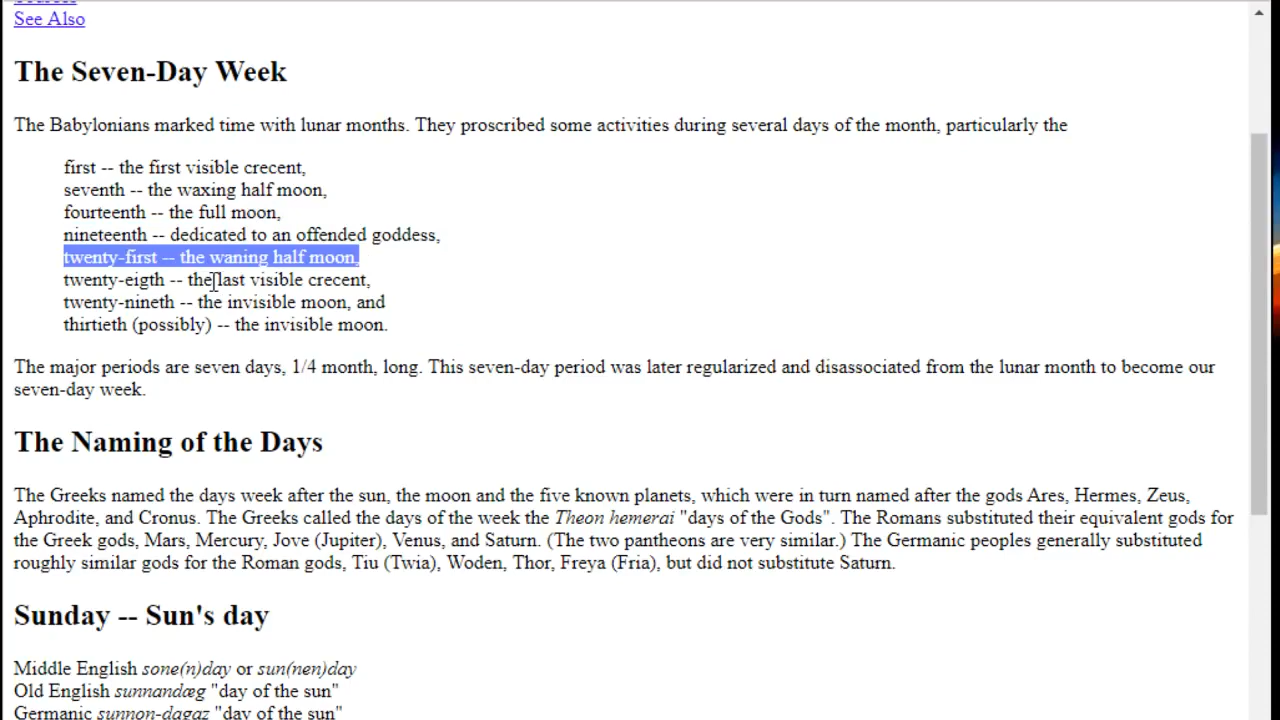 See Also
The Seven-Day Week
The Babylonians marked time with lunar months. They proscribed some activities during several days of the month, particularly the
first -- the first visible crecent,
seventh -- the waxing half moon,
fourteenth -- the full moon,
nineteenth -- dedicated to an offended goddess,
twenty-first -- the waning half moon,
twenty-eigth -- the last visible crecent,
twenty-nineth -- the invisible moon, and
thirtieth (possibly) -- the invisible moon.
The major periods are seven days, 1/4 month, long. This seven-day period was later regularized and disassociated from the lunar month to become our
seven-day week.
The Naming of the Days
The Greeks named the days week after the sun, the moon and the five known planets, which were in turn named after the gods Ares, Hermes, Zeus,
Aphrodite, and Cronus. The Greeks called the days of the week the Theon hemerai "days of the Gods". The Romans substituted their equivalent gods for
the Greek gods, Mars, Mercury, Jove (Jupiter), Venus, and Saturn. (The two pantheons are very similar.) The Germanic peoples generally substituted
roughly similar gods for the Roman gods, Tiu (Twia), Woden, Thor, Freya (Fria), but did not substitute Saturn.
Sunday -- Sun's day
Middle English sone(n)day or sun(nen)day
Old English sunnandæg "day of the sun"
Germanic sunnon-dagaz "day of the sun"